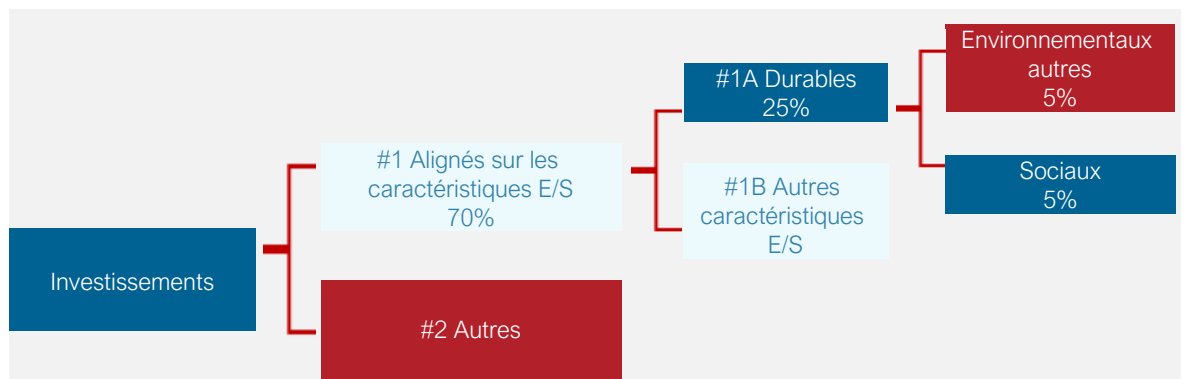 Investissements
#1 Alignés sur les
caractéristiques E/S
70%
#2 Autres
#1A Durables
25%
#1B Autres
caractéristiques
E/S
Environnementaux
autres
5%
Sociaux
5%